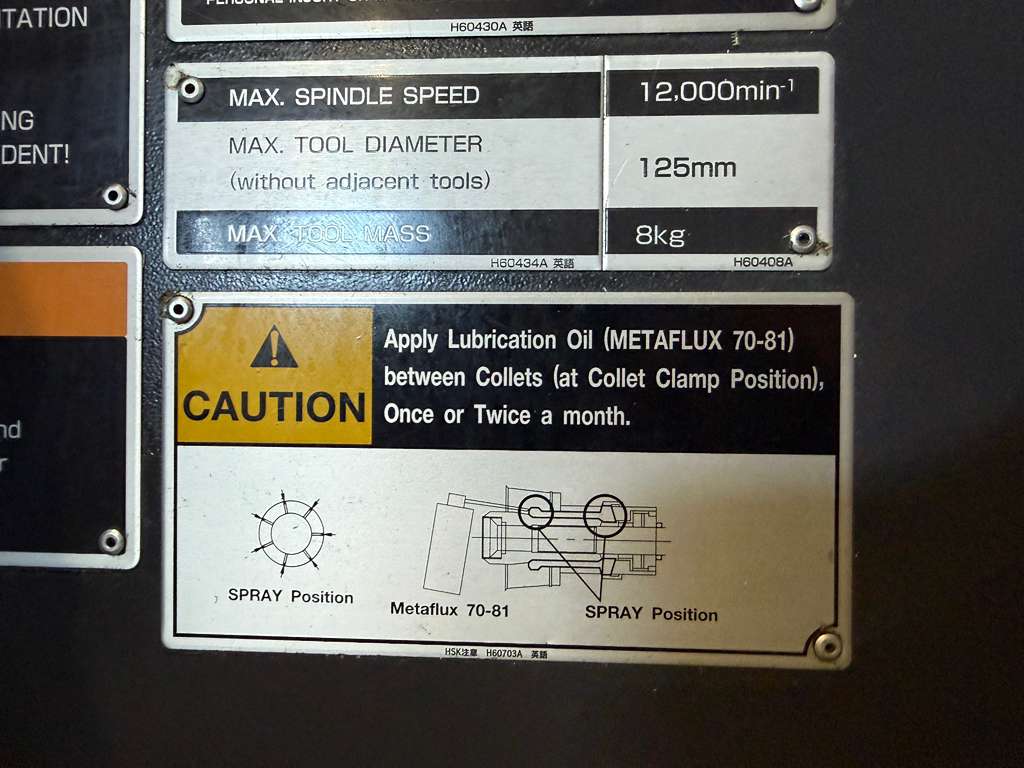 TATION
NG
DENT!
H60430A 英語
MAX. SPINDLE SPEED 12,000min-1
MAX. TOOL DIAMETER
(without adjacent tools) 125mm
MAX. TOOL MASS 8kg
H60434A 英語 H60408A
CAUTION
Apply Lubrication Oil (METAFLUX 70-81)
between Collets (at Collet Clamp Position),
Once or Twice a month.
nd
r
SPRAY Position
Metaflux 70-81
SPRAY Position
HSK注意 H60703A 英語